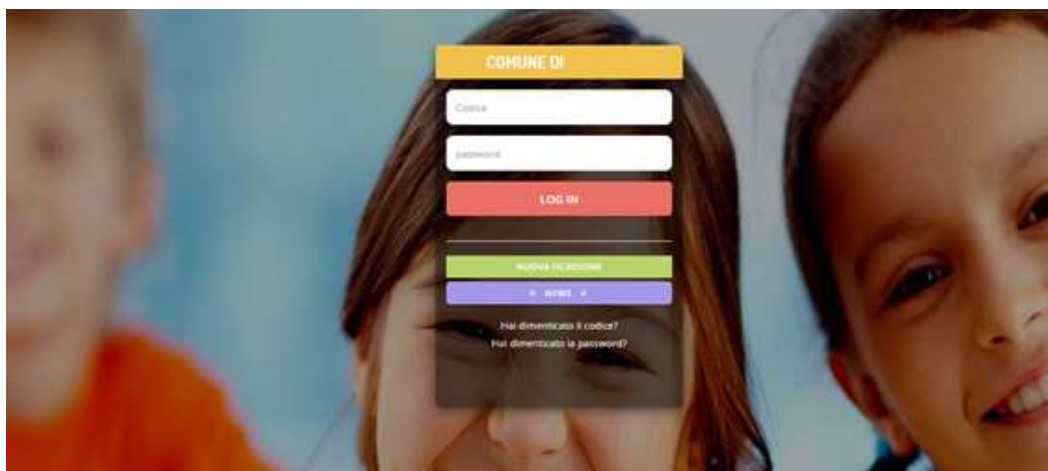 COMUNE DI
Codice
password
LOG IN
NUOVA ISCRIZIONE
NEWS
Hai dimenticato il codice?
Hai dimenticato la password?